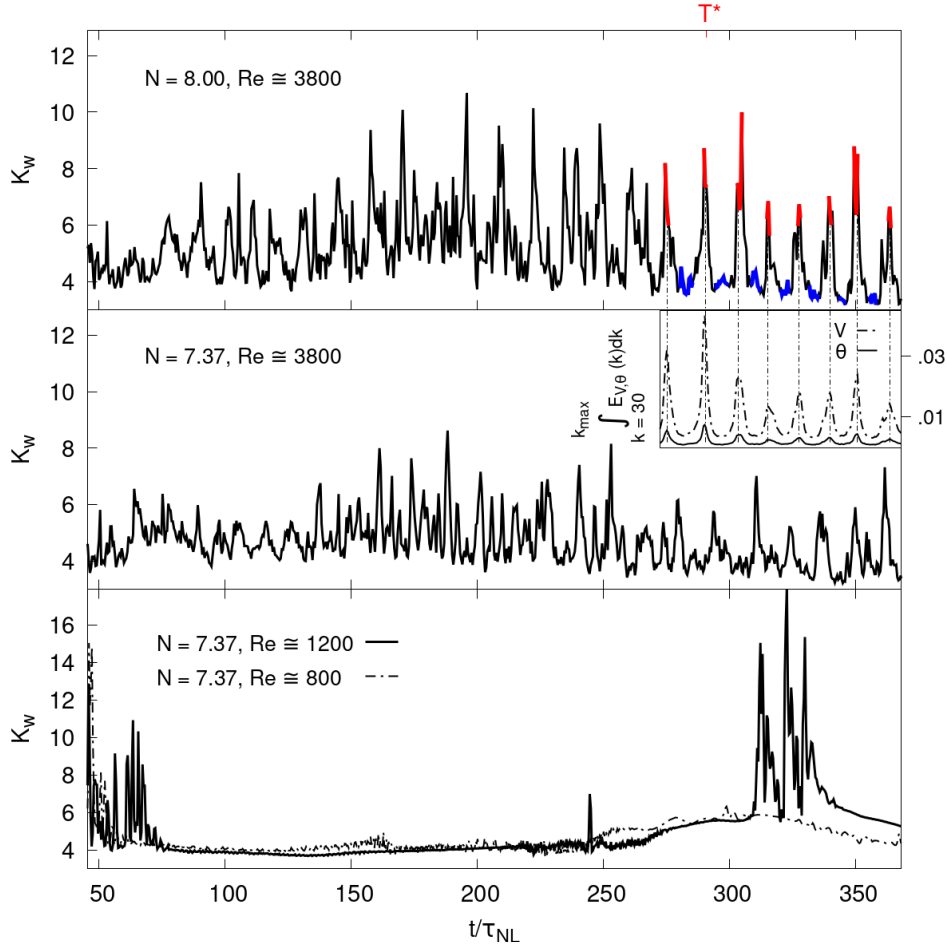 T*
12
10
8
6
4
K_w
N = 8.00, Re ≅ 3800
12
10
8
6
4
K_w
N = 7.37, Re ≅ 3800
k_max
∫ E_V,θ (k)dk
k = 30
V
θ
.03
.01
16
14
12
10
8
6
4
K_w
N = 7.37, Re ≅ 1200
N = 7.37, Re ≅ 800
50 100 150 200 250 300 350
t/τ_NL